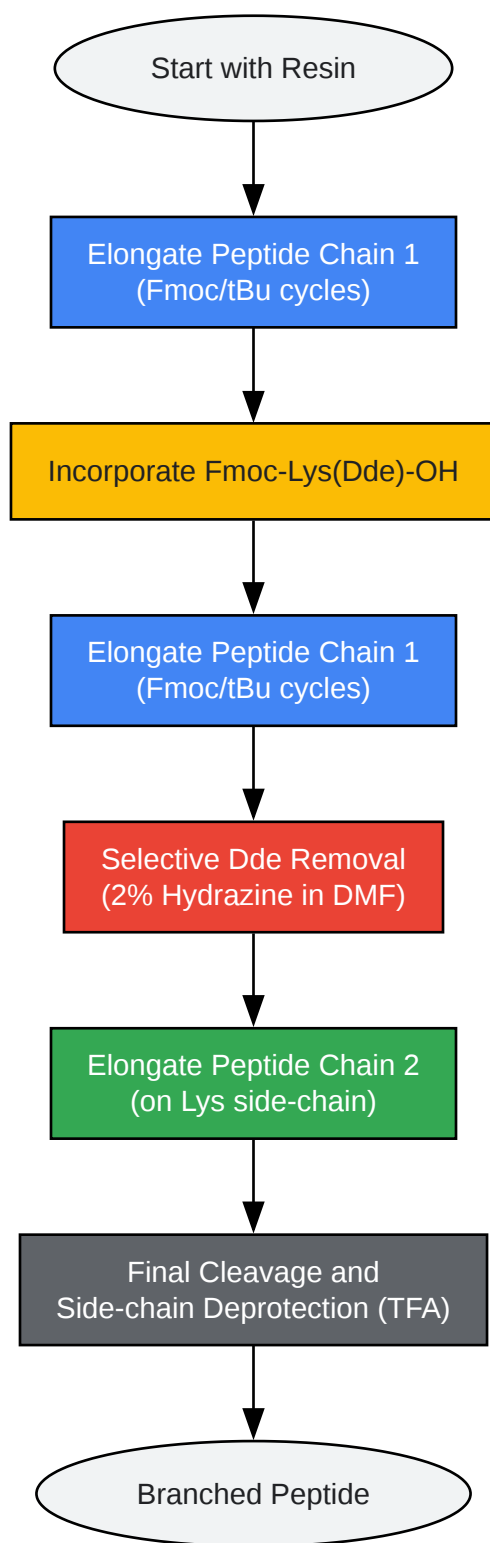 Start with Resin
Elongate Peptide Chain 1
(Fmoc/tBu cycles)
Incorporate Fmoc-Lys(Dde)-OH
Elongate Peptide Chain 1
(Fmoc/tBu cycles)
Selective Dde Removal
(2% Hydrazine in DMF)
Elongate Peptide Chain 2
(on Lys side-chain)
Final Cleavage and
Side-chain Deprotection (TFA)
Branched Peptide